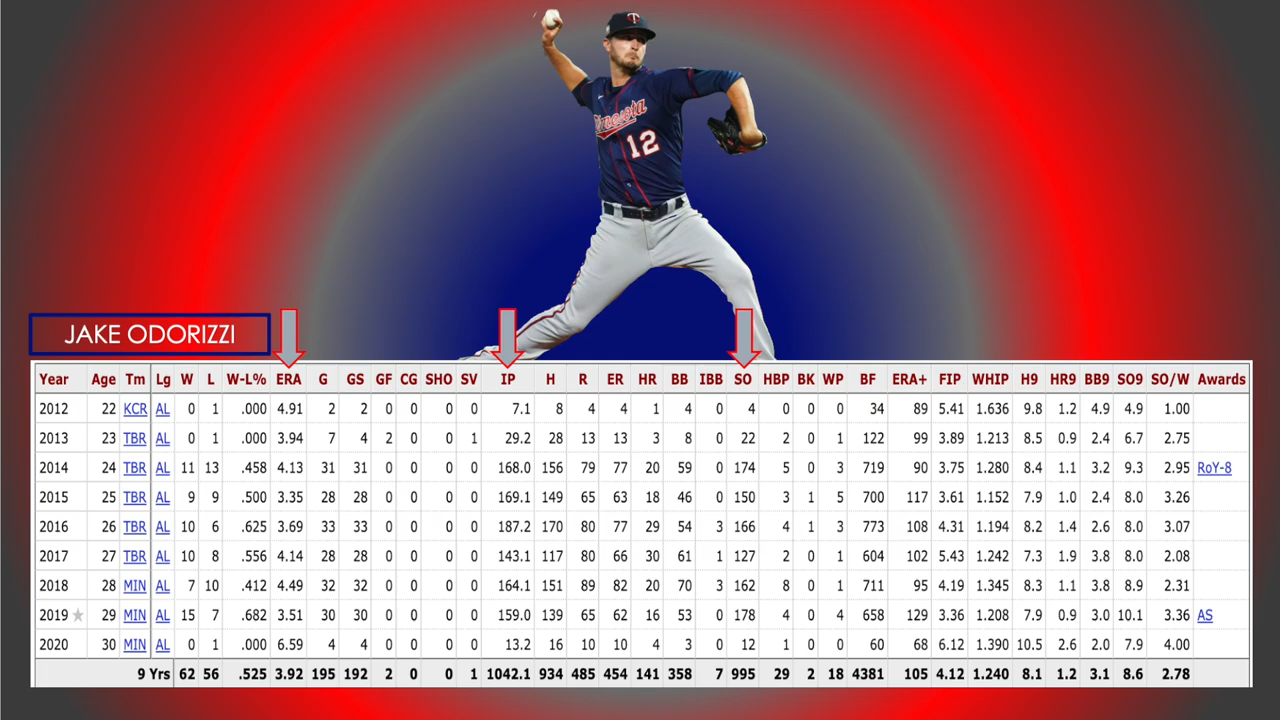 T
Minnesota
12
JAKE ODORIZZI
Year Age Tm Lg W L W-L% ERA G GS GF CG SHO SV IP H R ER HR BB IBB SO HBP BK WP BF ERA+ FIP WHIP H9 HR9 BB9 SO9 SO/W Awards
2012 22 KCR AL 0 1 .000 4.91 2 2 0 0 0 0 7.1 8 4 4 1 4 0 4 0 0 0 34 89 5.41 1.636 9.8 1.2 4.9 4.9 1.00
2013 23 TBR AL 0 1 .000 3.94 7 4 2 0 0 1 29.2 28 13 13 3 8 0 22 2 0 1 122 99 3.89 1.213 8.5 0.9 2.4 6.7 2.75
2014 24 TBR AL 11 13 .458 4.13 31 31 0 0 0 0 168.0 156 79 77 20 59 0 174 5 0 3 719 90 3.75 1.280 8.4 1.1 3.2 9.3 2.95 RoY-8
2015 25 TBR AL 9 9 .500 3.35 28 28 0 0 0 0 169.1 149 65 63 18 46 0 150 3 1 5 700 117 3.61 1.152 7.9 1.0 2.4 8.0 3.26
2016 26 TBR AL 10 6 .625 3.69 33 33 0 0 0 0 187.2 170 80 77 29 54 3 166 4 1 3 773 108 4.31 1.194 8.2 1.4 2.6 8.0 3.07
2017 27 TBR AL 10 8 .556 4.14 28 28 0 0 0 0 143.1 117 80 66 30 61 1 127 2 0 0 604 102 5.43 1.242 7.3 1.9 3.8 8.0 2.08
2018 28 MIN AL 7 10 .412 4.49 32 32 0 0 0 0 164.1 151 89 82 20 70 3 162 8 0 1 711 95 4.19 1.345 8.3 1.1 3.8 8.9 2.31
2019 ★ 29 MIN AL 15 7 .682 3.51 30 30 0 0 0 0 159.0 139 65 62 16 53 0 178 4 0 4 658 129 3.36 1.208 7.9 0.9 3.0 10.1 3.36 AS
2020 30 MIN AL 0 1 .000 6.59 4 4 0 0 0 0 13.2 16 10 10 4 3 0 12 1 0 0 60 68 6.12 1.390 10.5 2.6 2.0 7.9 4.00
9 Yrs 62 56 .525 3.92 195 192 2 0 0 1 1042.1 934 485 454 141 358 7 995 29 2 18 4381 105 4.12 1.240 8.1 1.2 3.1 8.6 2.78